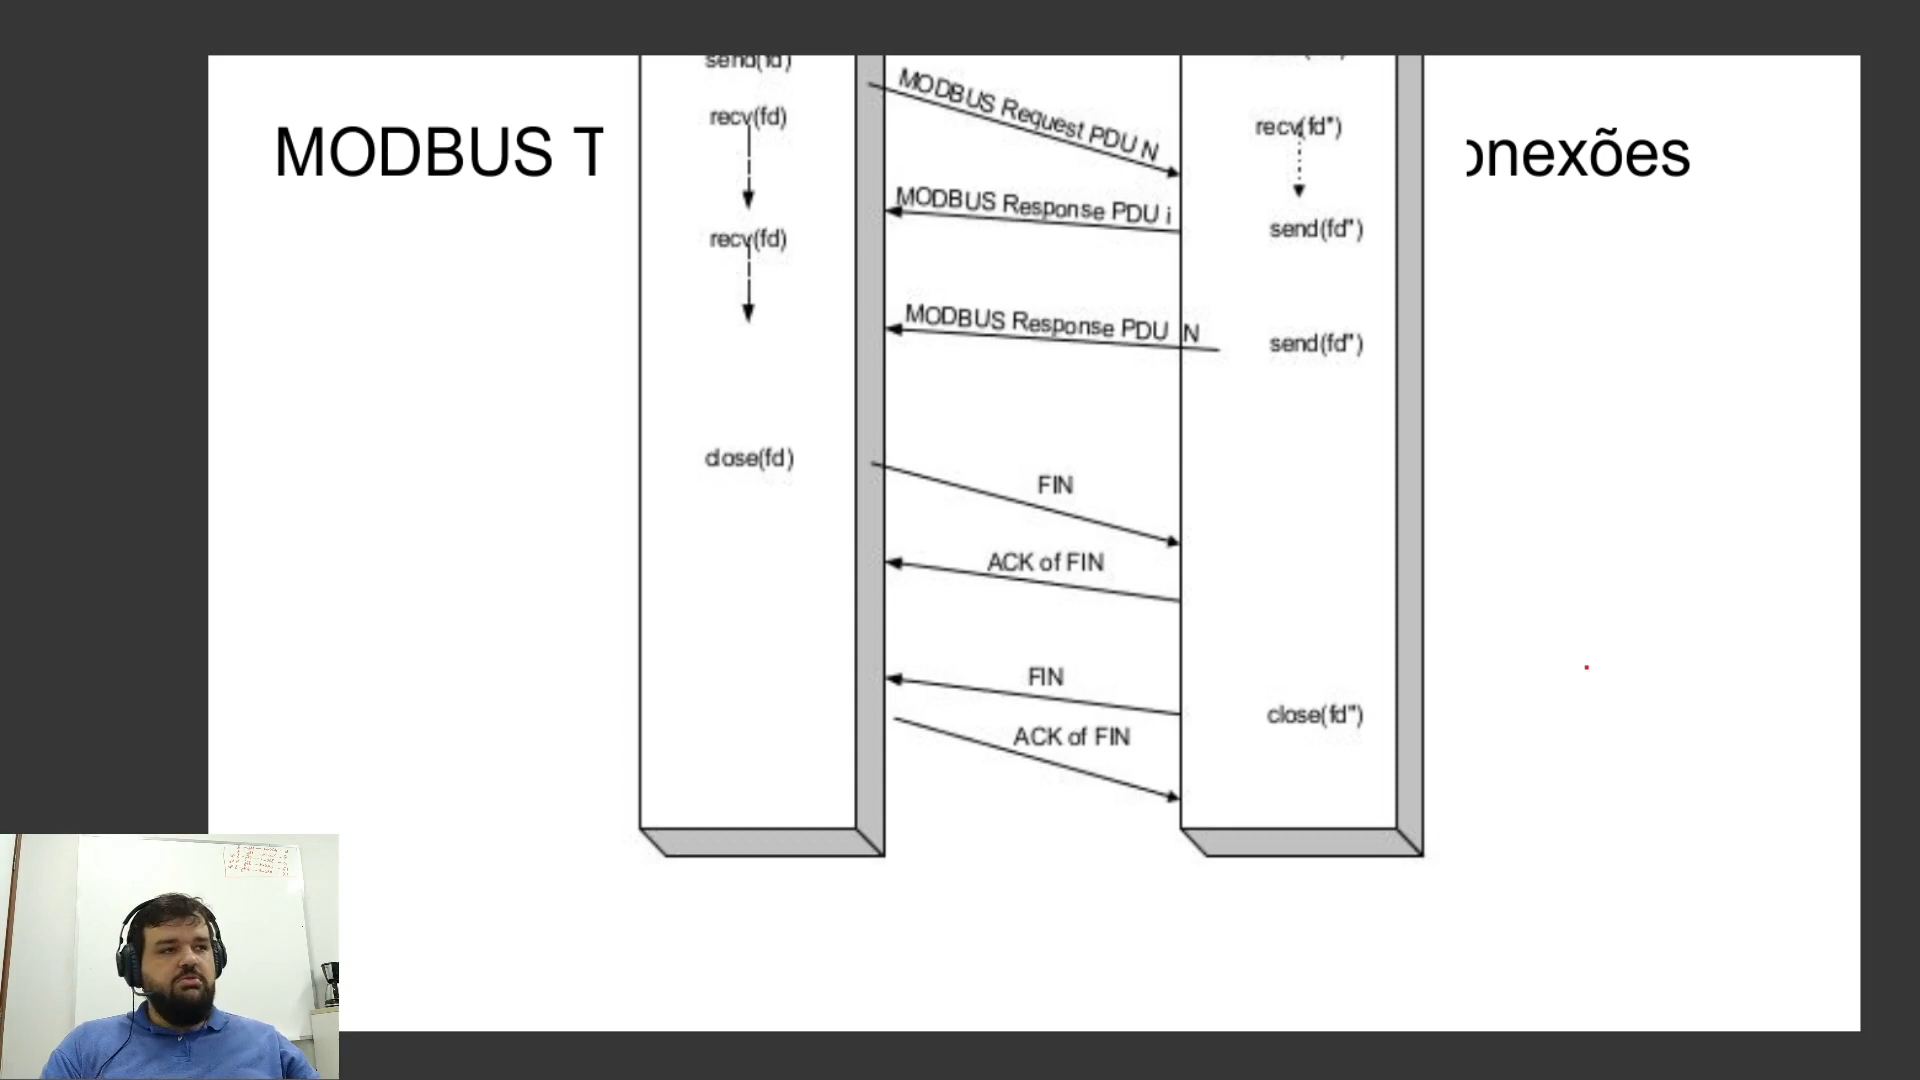 MODBUS T
onexões
send(fd)
MODBUS Request PDU N
recv(fd)
recv(fd")
MODBUS Response PDU i
send(fd")
recv(fd)
MODBUS Response PDU N
send(fd")
close(fd)
FIN
ACK of FIN
FIN
close(fd")
ACK of FIN